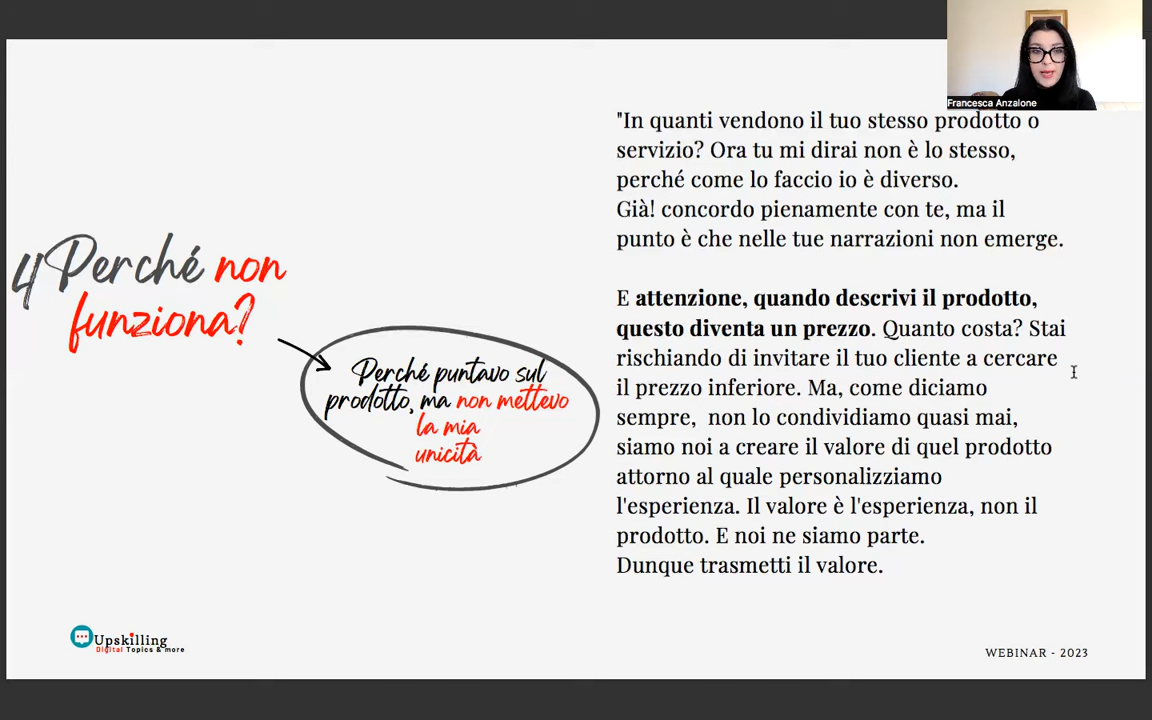 Francesca Anzalone
"In quanti vendono il tuo stesso prodotto o
servizio? Ora tu mi dirai non è lo stesso,
perché come lo faccio io è diverso.
Già! concordo pienamente con te, ma il
punto è che nelle tue narrazioni non emerge.
E attenzione, quando descrivi il prodotto,
questo diventa un prezzo. Quanto costa? Stai
rischiando di invitare il tuo cliente a cercare
il prezzo inferiore. Ma, come diciamo
sempre, non lo condividiamo quasi mai,
siamo noi a creare il valore di quel prodotto
attorno al quale personalizziamo
l'esperienza. Il valore è l'esperienza, non il
prodotto. E noi ne siamo parte.
Dunque trasmetti il valore.
4 Perché non
funziona?
Perché puntavo sul
prodotto, ma non mettevo
la mia
unicità
Upskilling
Digital Topics & more
WEBINAR - 2023